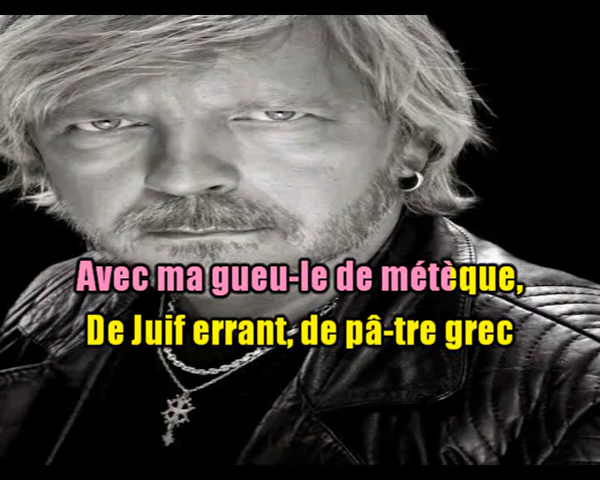 Avec ma gueu-le de métèque,
De Juif errant, de pâ-tre grec